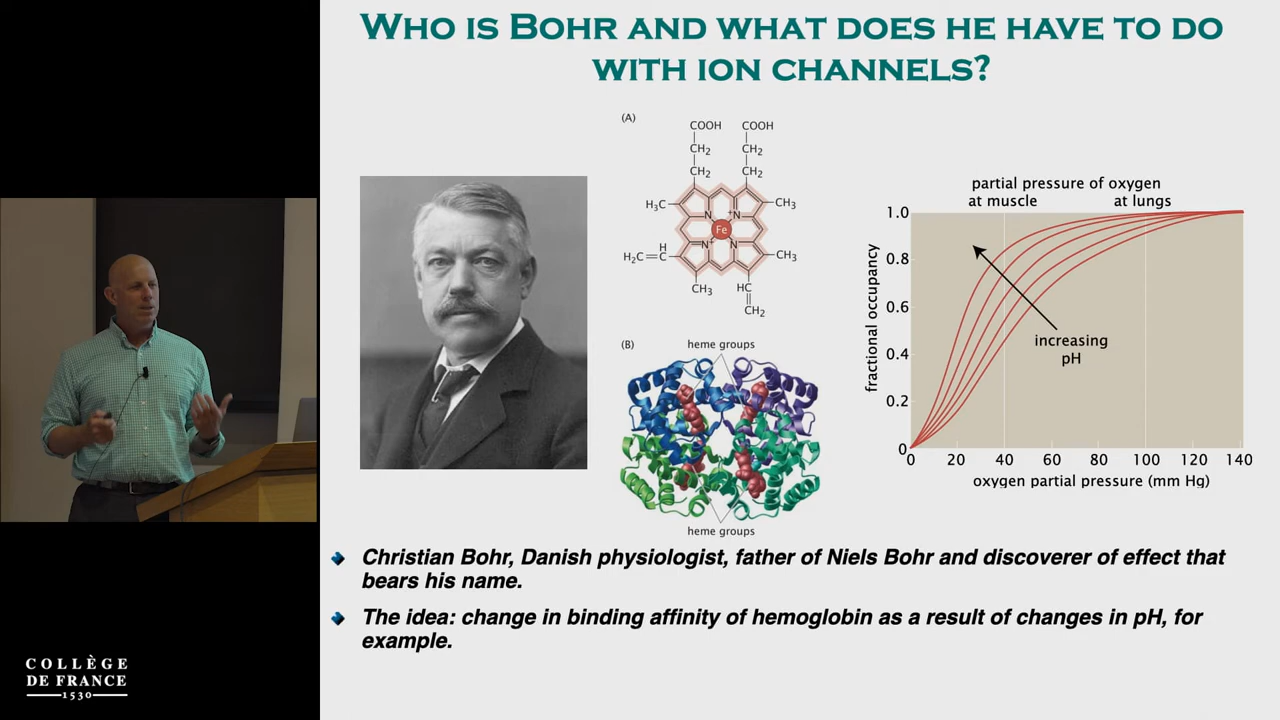 WHO IS BOHR AND WHAT DOES HE HAVE TO DO
WITH ION CHANNELS?
(A)
COOH COOH
CH2 CH2
CH2 CH2
H3C CH3
N N+
Fe
N+ N
H
H2C=C CH3
CH3 HC
CH2
(B)
heme groups
heme groups
partial pressure of oxygen
at muscle at lungs
fractional occupancy
1.0
0.8
0.6
0.4
0.2
0
increasing
pH
0 20 40 60 80 100 120 140
oxygen partial pressure (mm Hg)
Christian Bohr, Danish physiologist, father of Niels Bohr and discoverer of effect that
bears his name.
The idea: change in binding affinity of hemoglobin as a result of changes in pH, for
example.
COLLÈGE
DE FRANCE
1530